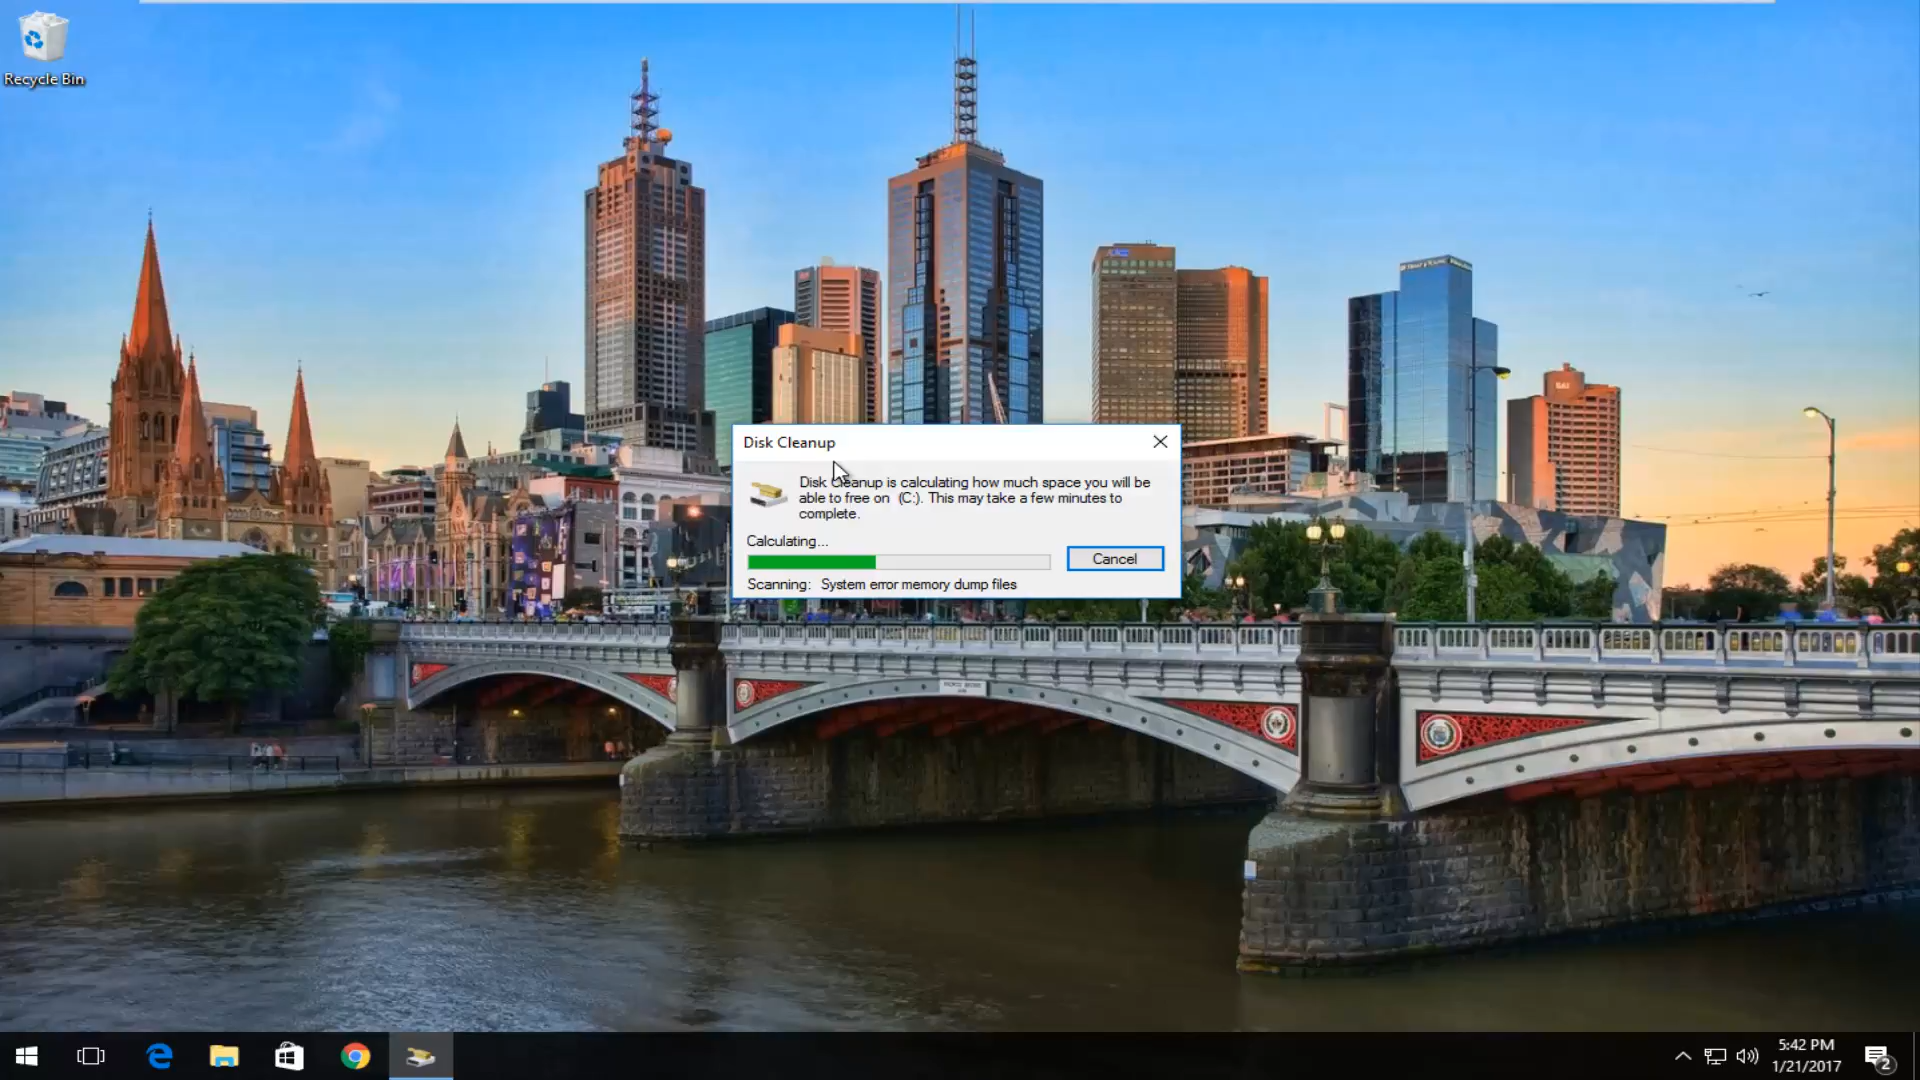 Recycle Bin
Disk Cleanup
Disk Cleanup is calculating how much space you will be
able to free on (C:). This may take a few minutes to
complete.
Calculating...
Cancel
Scanning: System error memory dump files
5:42 PM
1/21/2017
2